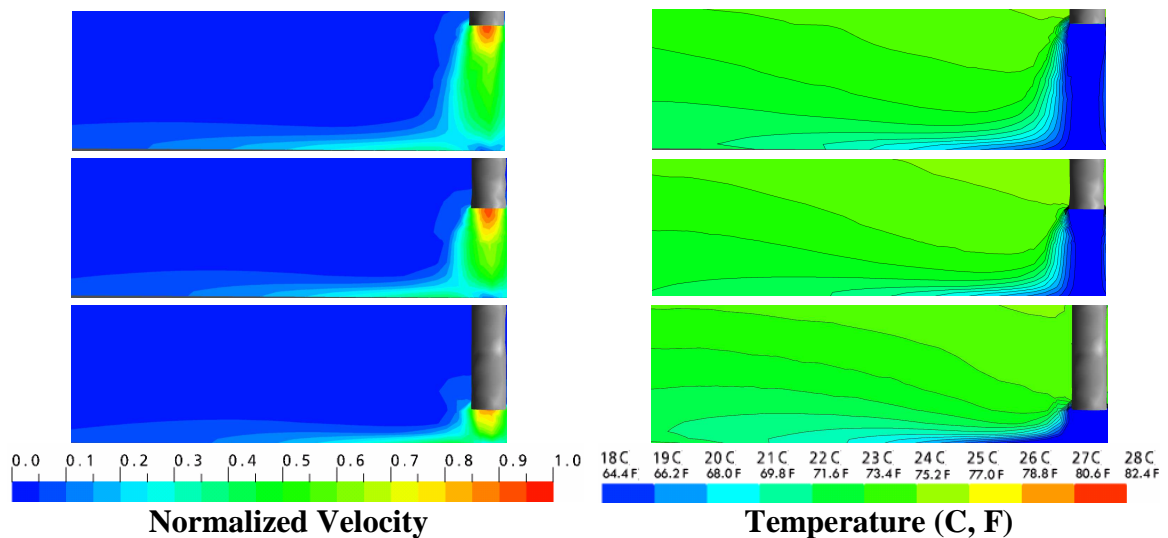 0.0 0.1 0.2 0.3 0.4 0.5 0.6 0.7 0.8 0.9 1.0
Normalized Velocity
18 C 19 C 20 C 21 C 22 C 23 C 24 C 25 C 26 C 27 C 28 C
64.4 F 66.2 F 68.0 F 69.8 F 71.6 F 73.4 F 75.2 F 77.0 F 78.8 F 80.6 F 82.4 F
Temperature (C, F)